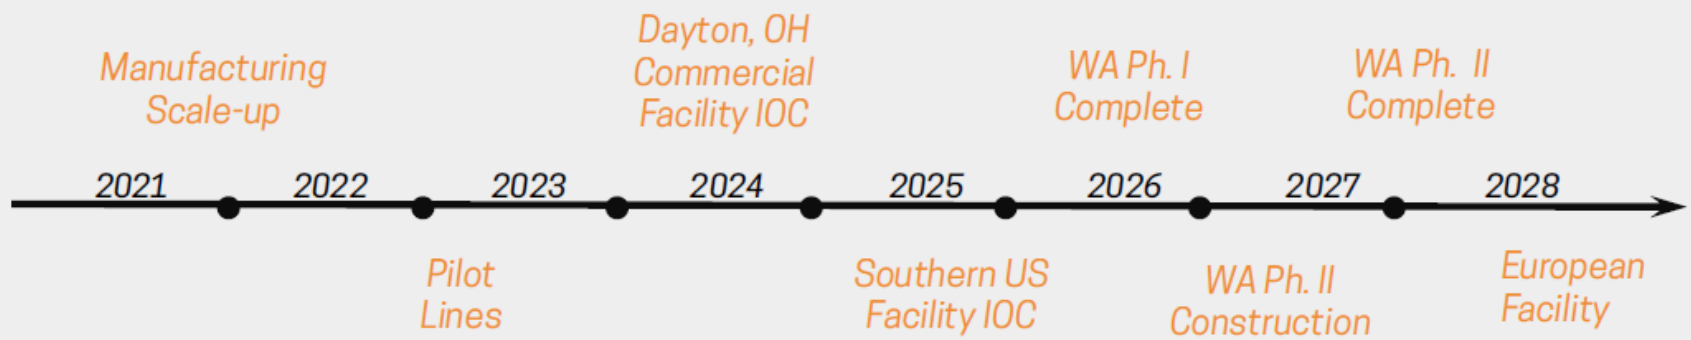 Manufacturing
Scale-up
Dayton, OH
Commercial
Facility IOC
WA Ph. I
Complete
WA Ph. II
Complete
2021 2022 2023 2024 2025 2026 2027 2028
Pilot
Lines
Southern US
Facility IOC
WA Ph. II
Construction
European
Facility